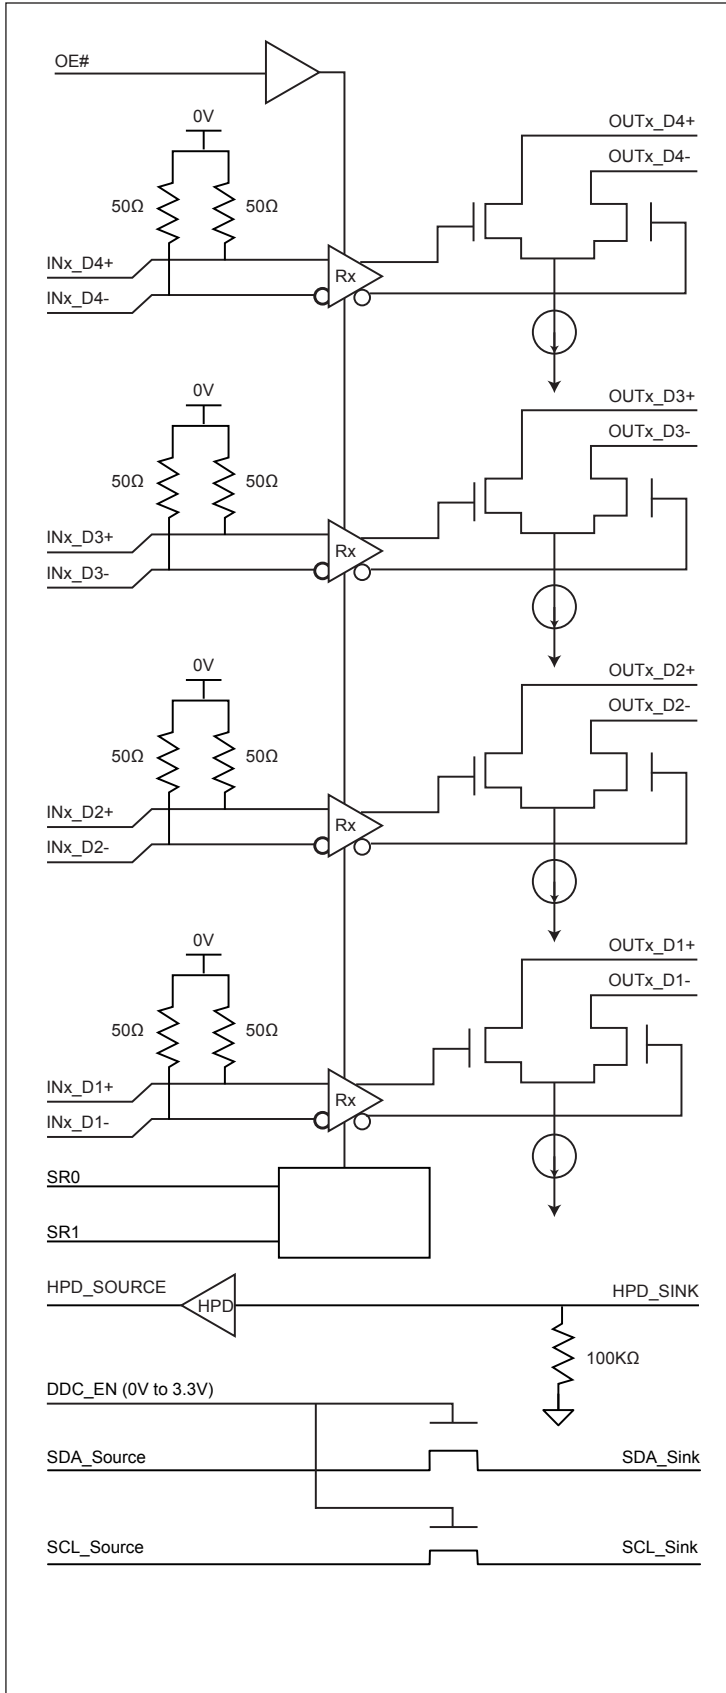 OE#
0V
OUTx_D4+
OUTx_D4-
50Ω 50Ω
INx_D4+
Rx
INx_D4-
0V
OUTx_D3+
OUTx_D3-
50Ω 50Ω
INx_D3+
Rx
INx_D3-
0V
OUTx_D2+
OUTx_D2-
50Ω 50Ω
INx_D2+
Rx
INx_D2-
0V
OUTx_D1+
OUTx_D1-
50Ω 50Ω
INx_D1+
Rx
INx_D1-
SR0
SR1
HPD_SOURCE HPD HPD_SINK
100KΩ
DDC_EN (0V to 3.3V)
SDA_Source SDA_Sink
SCL_Source SCL_Sink